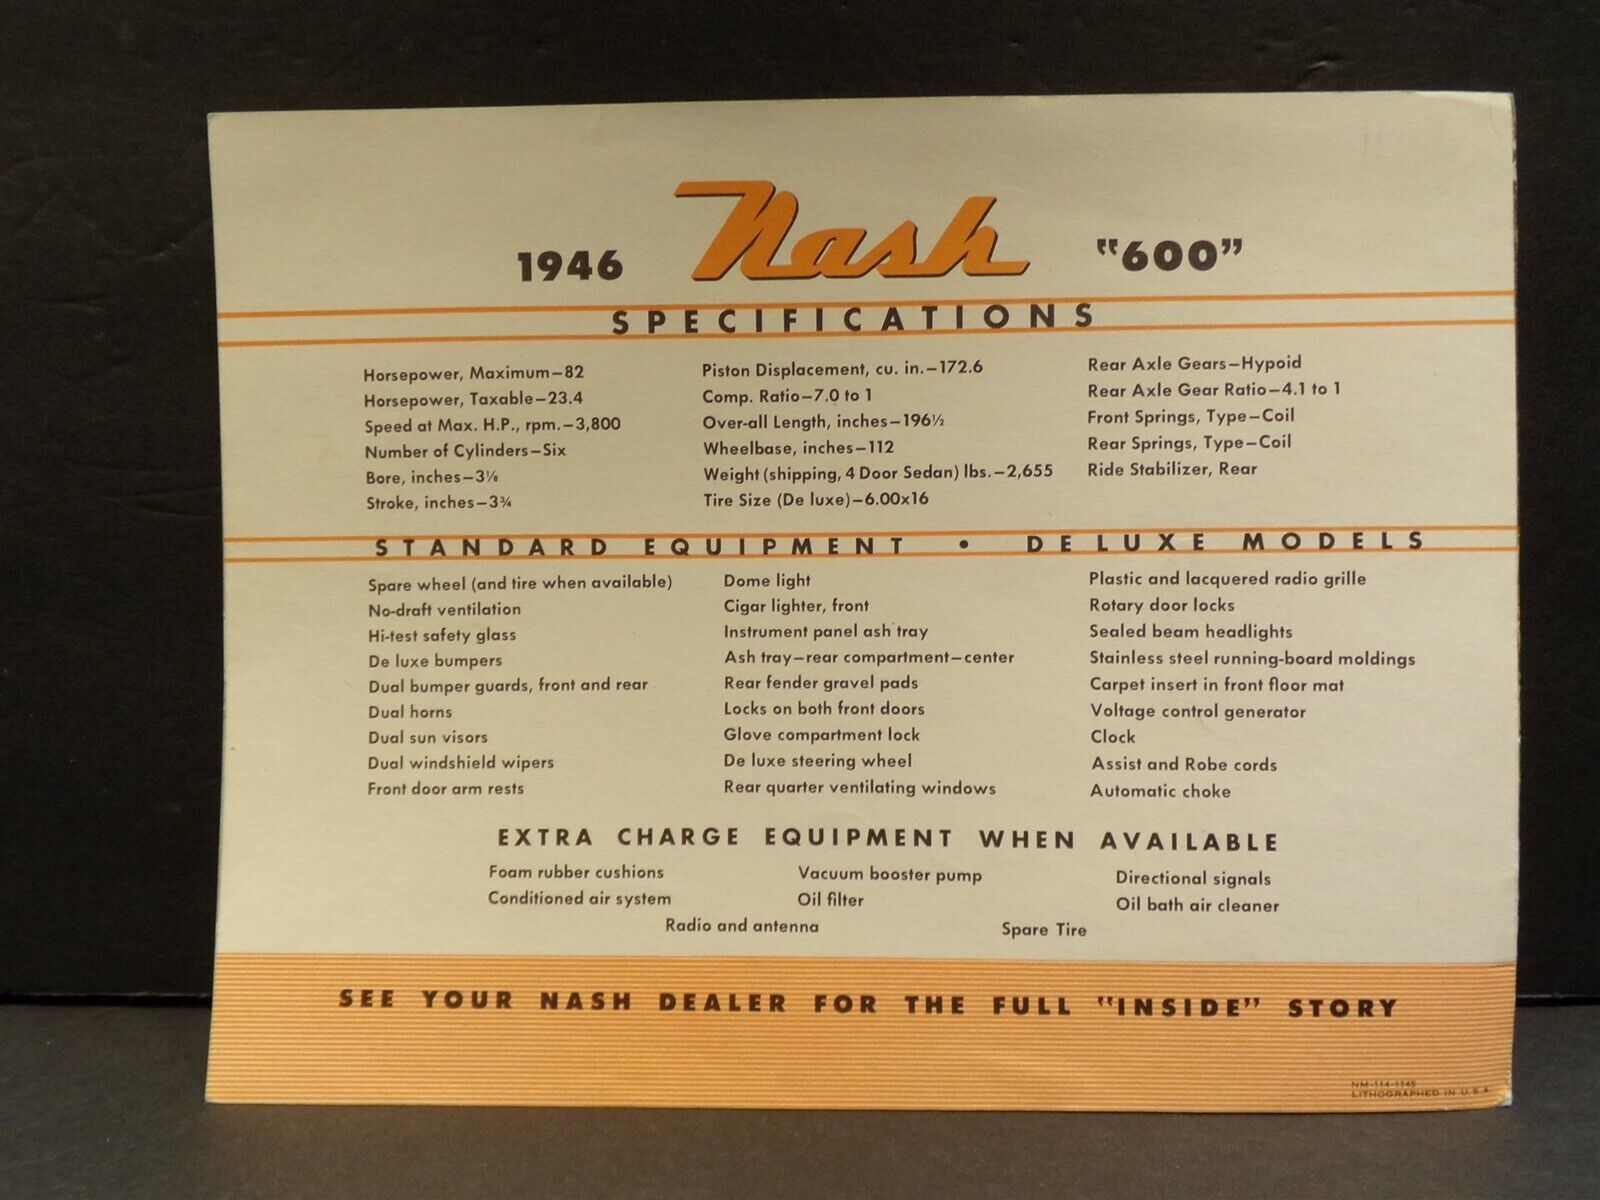 1946 Nash "600"
SPECIFICATIONS
Horsepower, Maximum—82
Horsepower, Taxable—23.4
Speed at Max. H.P., rpm.—3,800
Number of Cylinders—Six
Bore, inches—3⅛
Stroke, inches—3¾
Piston Displacement, cu. in.—172.6
Comp. Ratio—7.0 to 1
Over-all Length, inches—196½
Wheelbase, inches—112
Weight (shipping, 4 Door Sedan) lbs.—2,655
Tire Size (De luxe)—6.00x16
Rear Axle Gears—Hypoid
Rear Axle Gear Ratio—4.1 to 1
Front Springs, Type—Coil
Rear Springs, Type—Coil
Ride Stabilizer, Rear
STANDARD EQUIPMENT • DE LUXE MODELS
Spare wheel (and tire when available)
No-draft ventilation
Hi-test safety glass
De luxe bumpers
Dual bumper guards, front and rear
Dual horns
Dual sun visors
Dual windshield wipers
Front door arm rests
Dome light
Cigar lighter, front
Instrument panel ash tray
Ash tray—rear compartment—center
Rear fender gravel pads
Locks on both front doors
Glove compartment lock
De luxe steering wheel
Rear quarter ventilating windows
Plastic and lacquered radio grille
Rotary door locks
Sealed beam headlights
Stainless steel running-board moldings
Carpet insert in front floor mat
Voltage control generator
Clock
Assist and Robe cords
Automatic choke
EXTRA CHARGE EQUIPMENT WHEN AVAILABLE
Foam rubber cushions
Vacuum booster pump
Directional signals
Conditioned air system
Oil filter
Oil bath air cleaner
Radio and antenna
Spare Tire
SEE YOUR NASH DEALER FOR THE FULL "INSIDE" STORY
NM-114-1145
LITHOGRAPHED IN U.S.A.